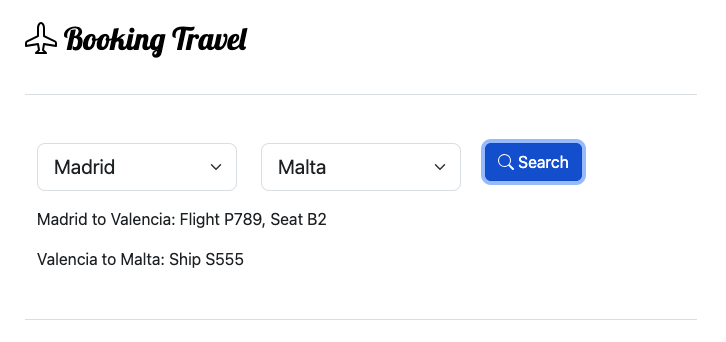 Booking Travel
Madrid Malta Search
Madrid to Valencia: Flight P789, Seat B2
Valencia to Malta: Ship S555